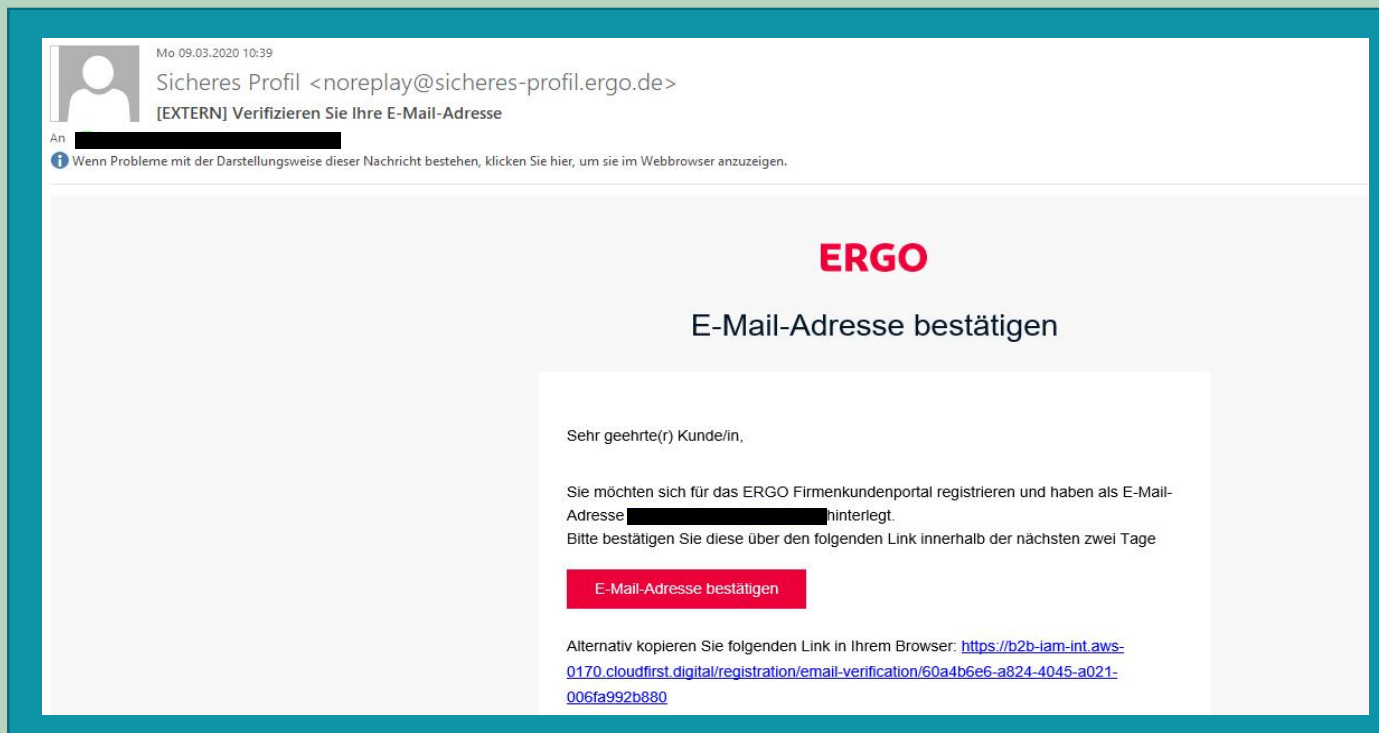 Mo 09.03.2020 10:39
Sicheres Profil <noreplay@sicheres-profil.ergo.de>
[EXTERN] Verifizieren Sie Ihre E-Mail-Adresse
An
Wenn Probleme mit der Darstellungsweise dieser Nachricht bestehen, klicken Sie hier, um sie im Webbrowser anzuzeigen.
ERGO
E-Mail-Adresse bestätigen
Sehr geehrte(r) Kunde/in,
Sie möchten sich für das ERGO Firmenkundenportal registrieren und haben als E-Mail-
Adresse hinterlegt.
Bitte bestätigen Sie diese über den folgenden Link innerhalb der nächsten zwei Tage
E-Mail-Adresse bestätigen
Alternativ kopieren Sie folgenden Link in Ihrem Browser: https://b2b-iam-int.aws-
0170.cloudfirst.digital/registration/email-verification/60a4b6e6-a824-4045-a021-
006fa992b880